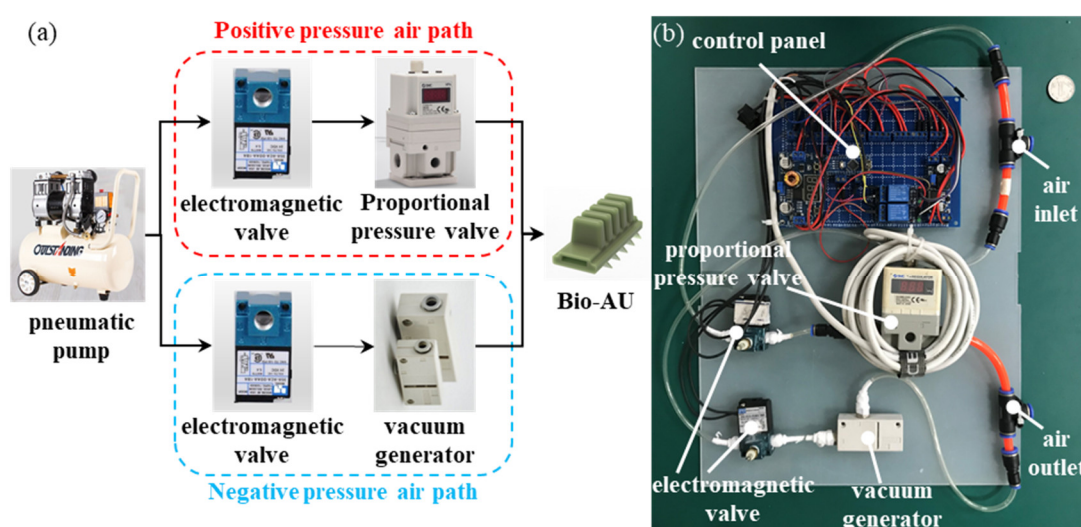 (a)
Positive pressure air path
electromagnetic
valve
Proportional
pressure valve
pneumatic
pump
Bio-AU
electromagnetic
valve
vacuum
generator
Negative pressure air path
(b)
control panel
air
inlet
proportional
pressure valve
air
outlet
electromagnetic
valve
vacuum
generator